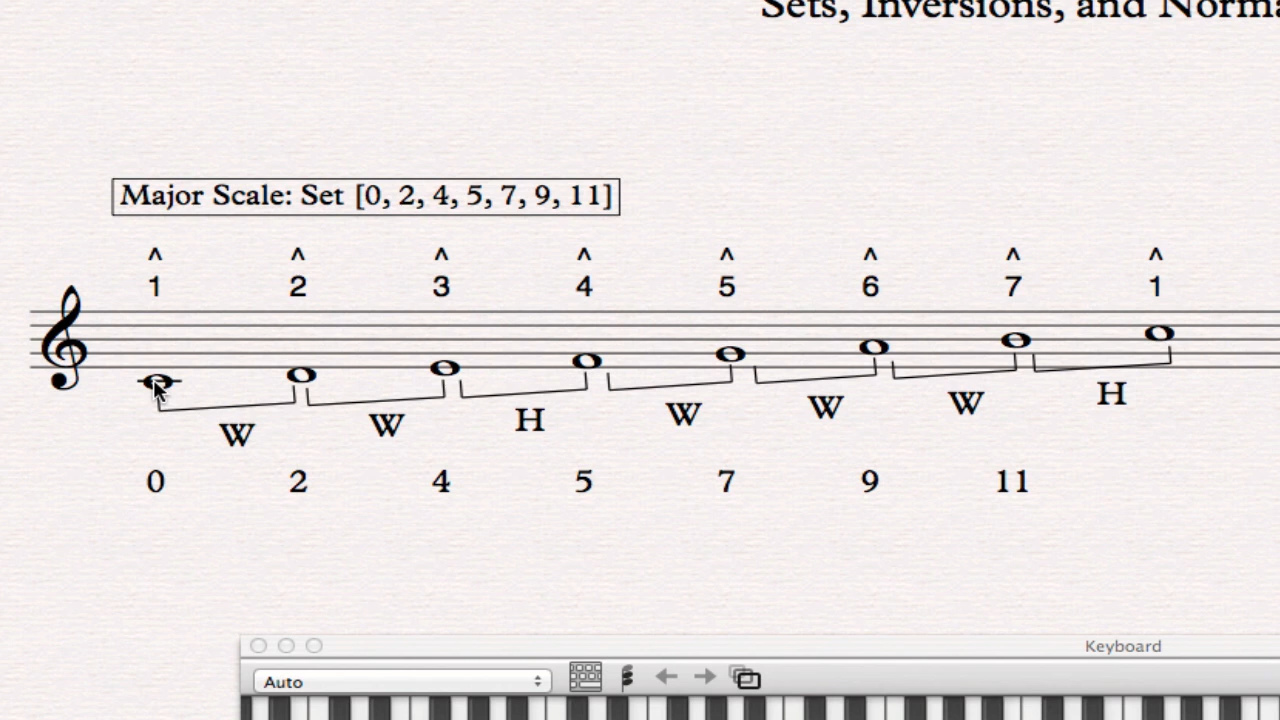 Sets, Inversions, and
Major Scale: Set [0, 2, 4, 5, 7, 9, 11]
^ ^ ^ ^ ^ ^ ^ ^
1 2 3 4 5 6 7 1
W W H W W W H
0 2 4 5 7 9 11
Keyboard
Auto